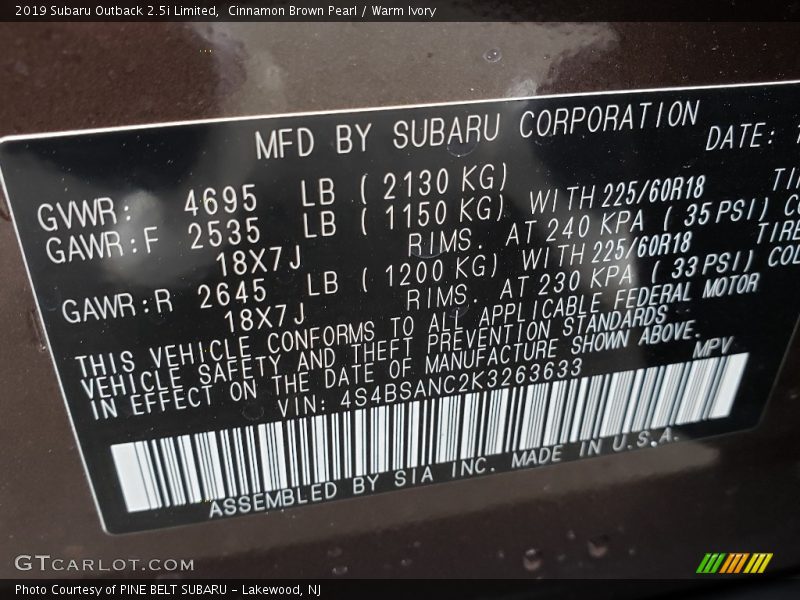 2019 Subaru Outback 2.5i Limited, Cinnamon Brown Pearl / Warm Ivory
MFD BY SUBARU CORPORATION DATE:
GVWR: 4695 LB ( 2130 KG)
GAWR:F 2535 LB ( 1150 KG) WITH 225/60R18
18X7J RIMS. AT 240 KPA ( 35 PSI)
GAWR:R 2645 LB ( 1200 KG) WITH 225/60R18 TIRE
18X7J RIMS. AT 230 KPA ( 33 PSI) COL
THIS VEHICLE CONFORMS TO ALL APPLICABLE FEDERAL MOTOR
VEHICLE SAFETY AND THEFT PREVENTION STANDARDS
IN EFFECT ON THE DATE OF MANUFACTURE SHOWN ABOVE.
VIN: 4S4BSANC2K3263633 MPV
ASSEMBLED BY SIA INC. MADE IN U.S.A.
GTCARLOT.COM
Photo Courtesy of PINE BELT SUBARU - Lakewood, NJ